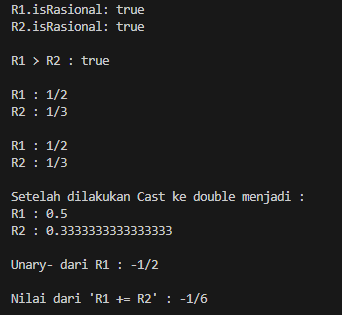 R1.isRasional: true
R2.isRasional: true
R1 > R2 : true
R1 : 1/2
R2 : 1/3
R1 : 1/2
R2 : 1/3
Setelah dilakukan Cast ke double menjadi :
R1 : 0.5
R2 : 0.3333333333333333
Unary- dari R1 : -1/2
Nilai dari 'R1 += R2' : -1/6